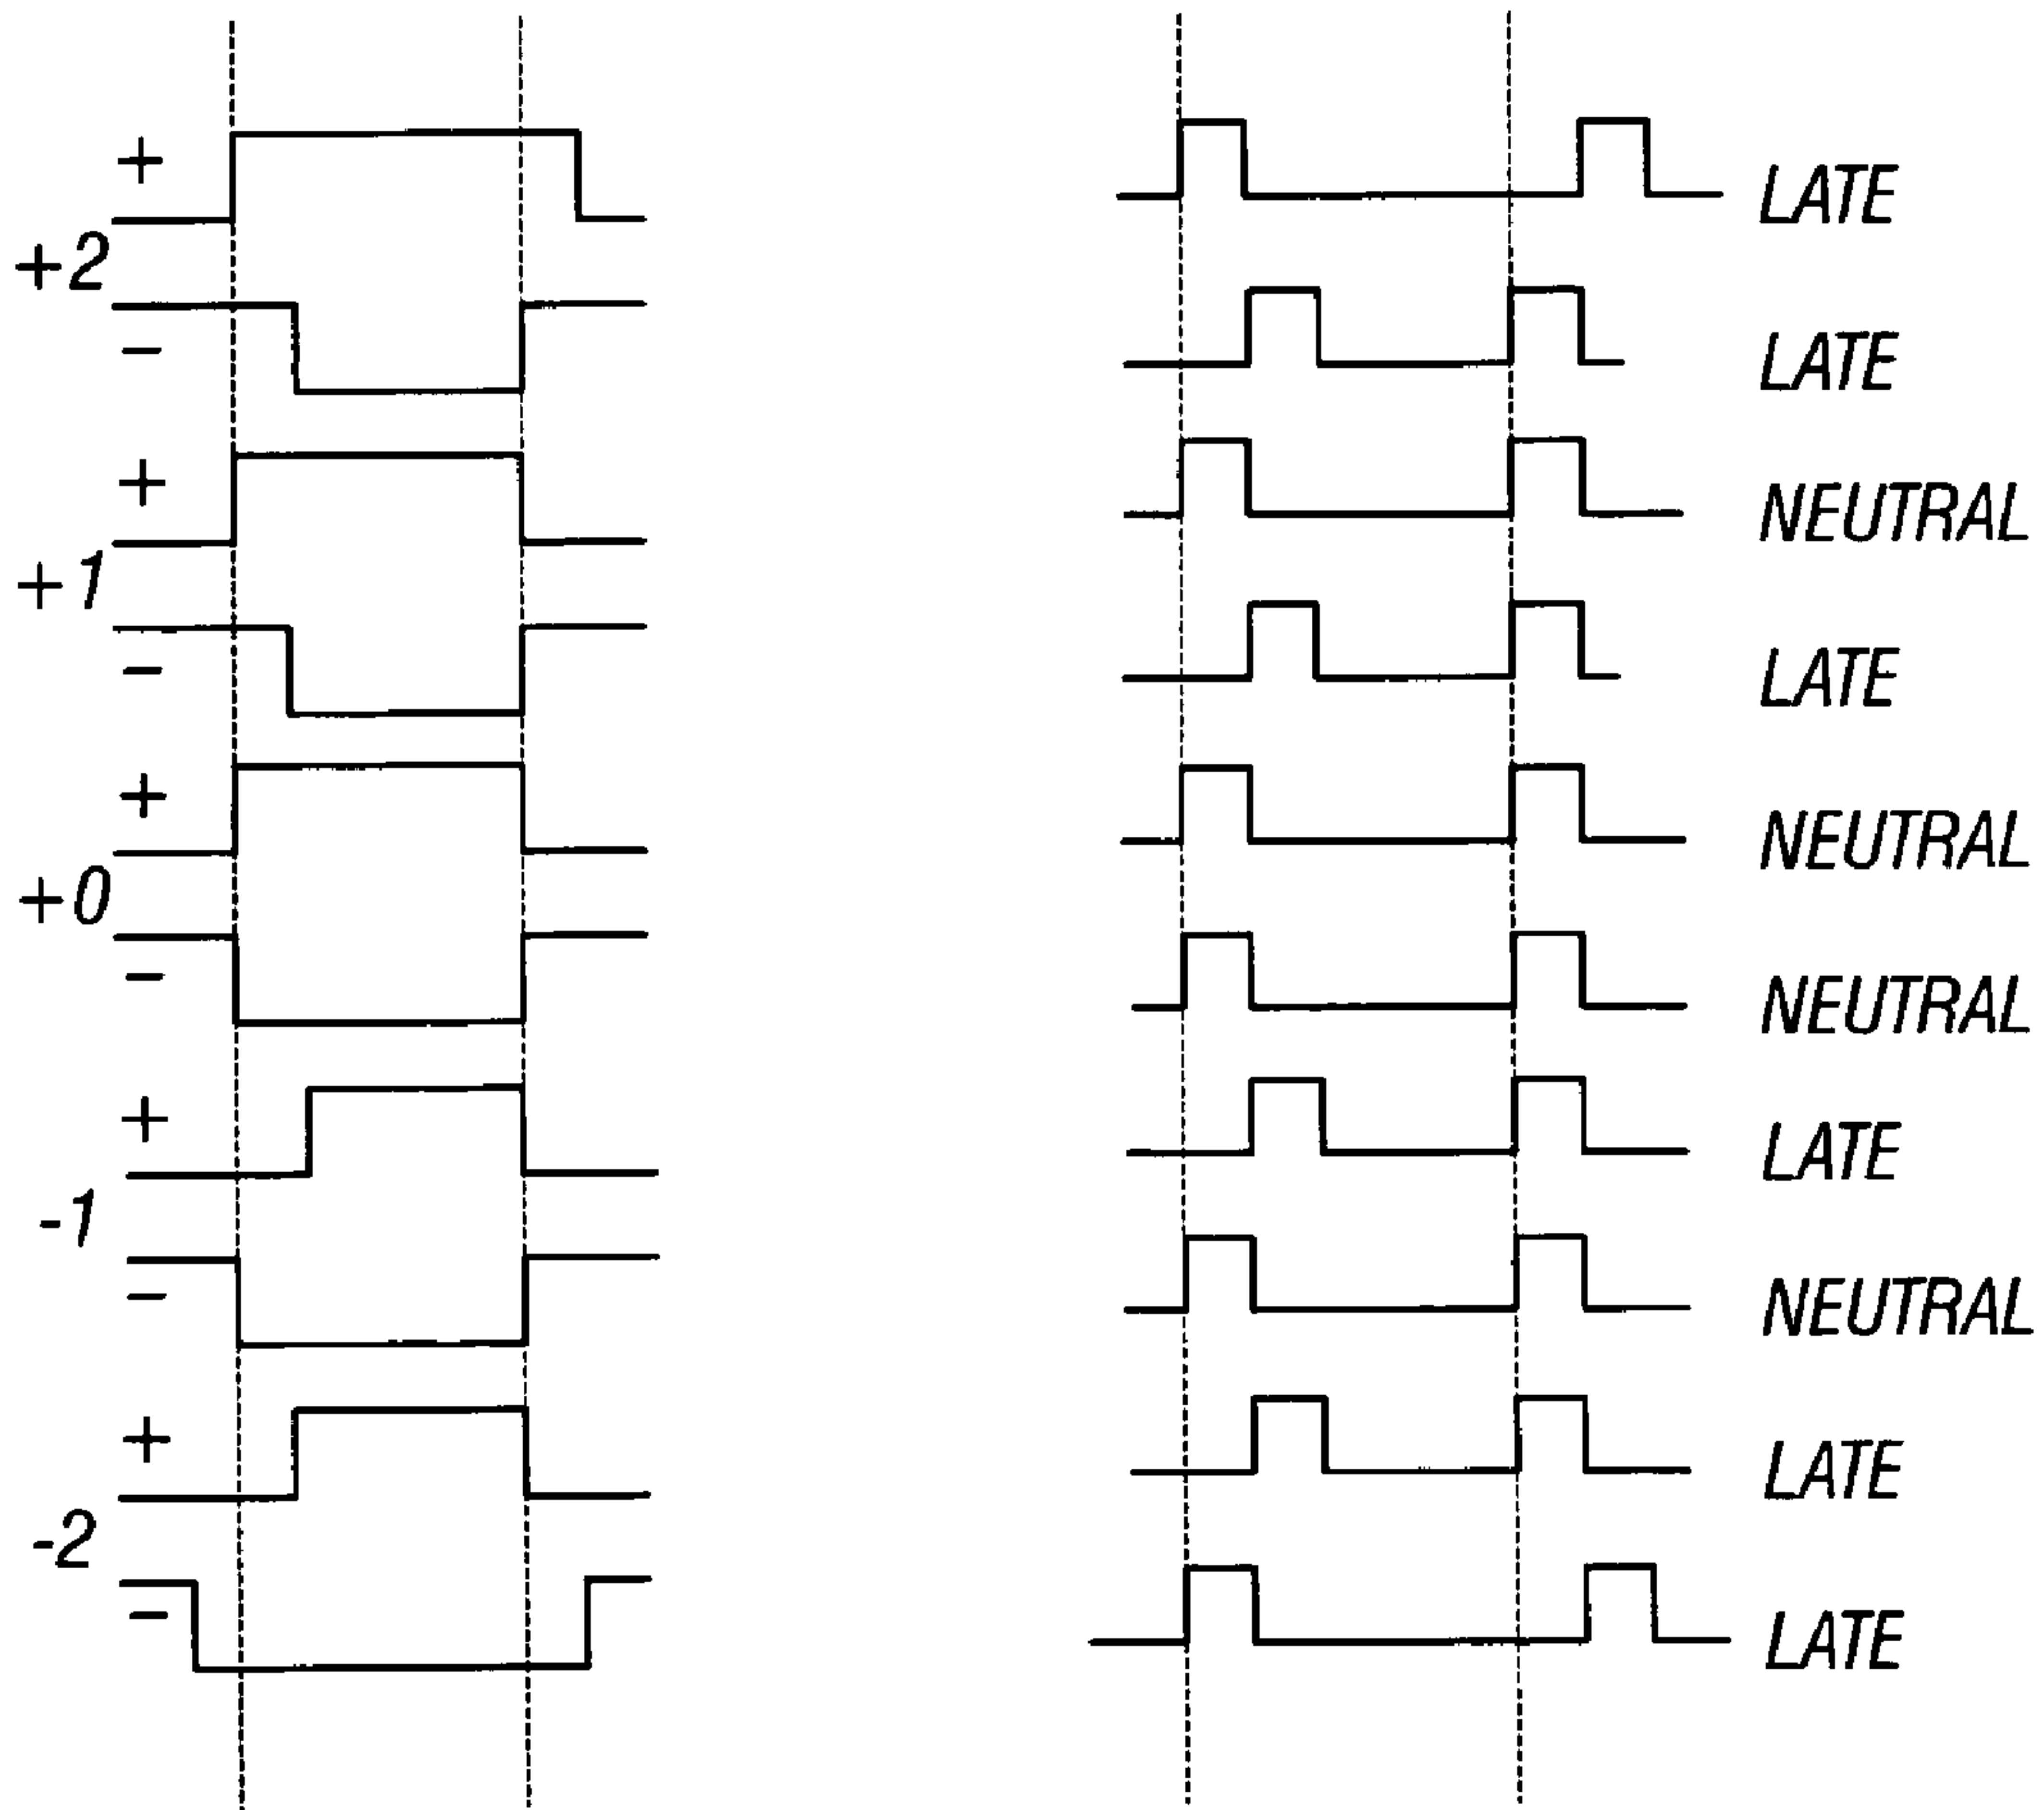 + LATE
+2
- LATE
+ NEUTRAL
+1
- LATE
+ NEUTRAL
+0
- NEUTRAL
+ LATE
-1
- NEUTRAL
+ LATE
-2
- LATE